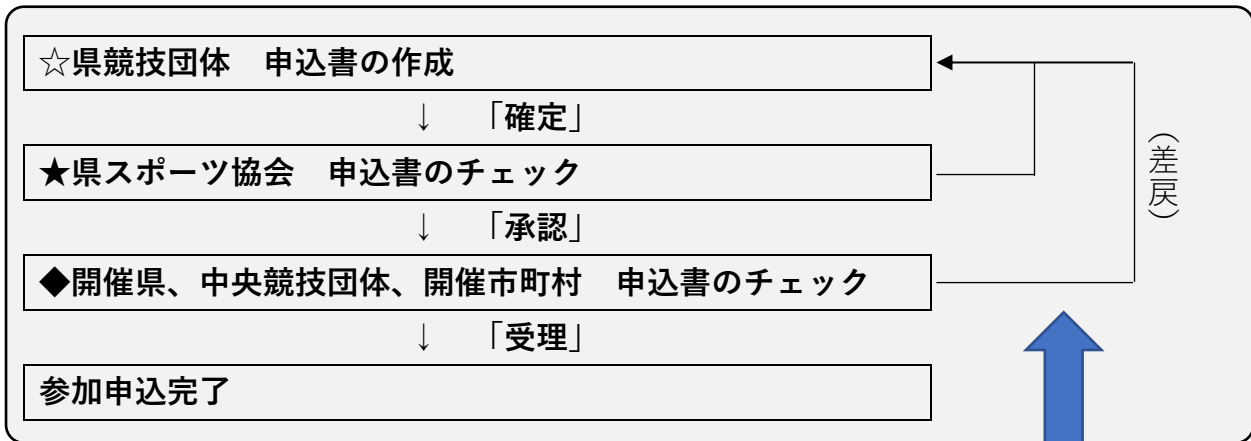 ☆県競技団体　申込書の作成
↓　「確定」
★県スポーツ協会　申込書のチェック
↓　「承認」
◆開催県、中央競技団体、開催市町村　申込書のチェック
↓　「受理」
参加申込完了
（差戻）